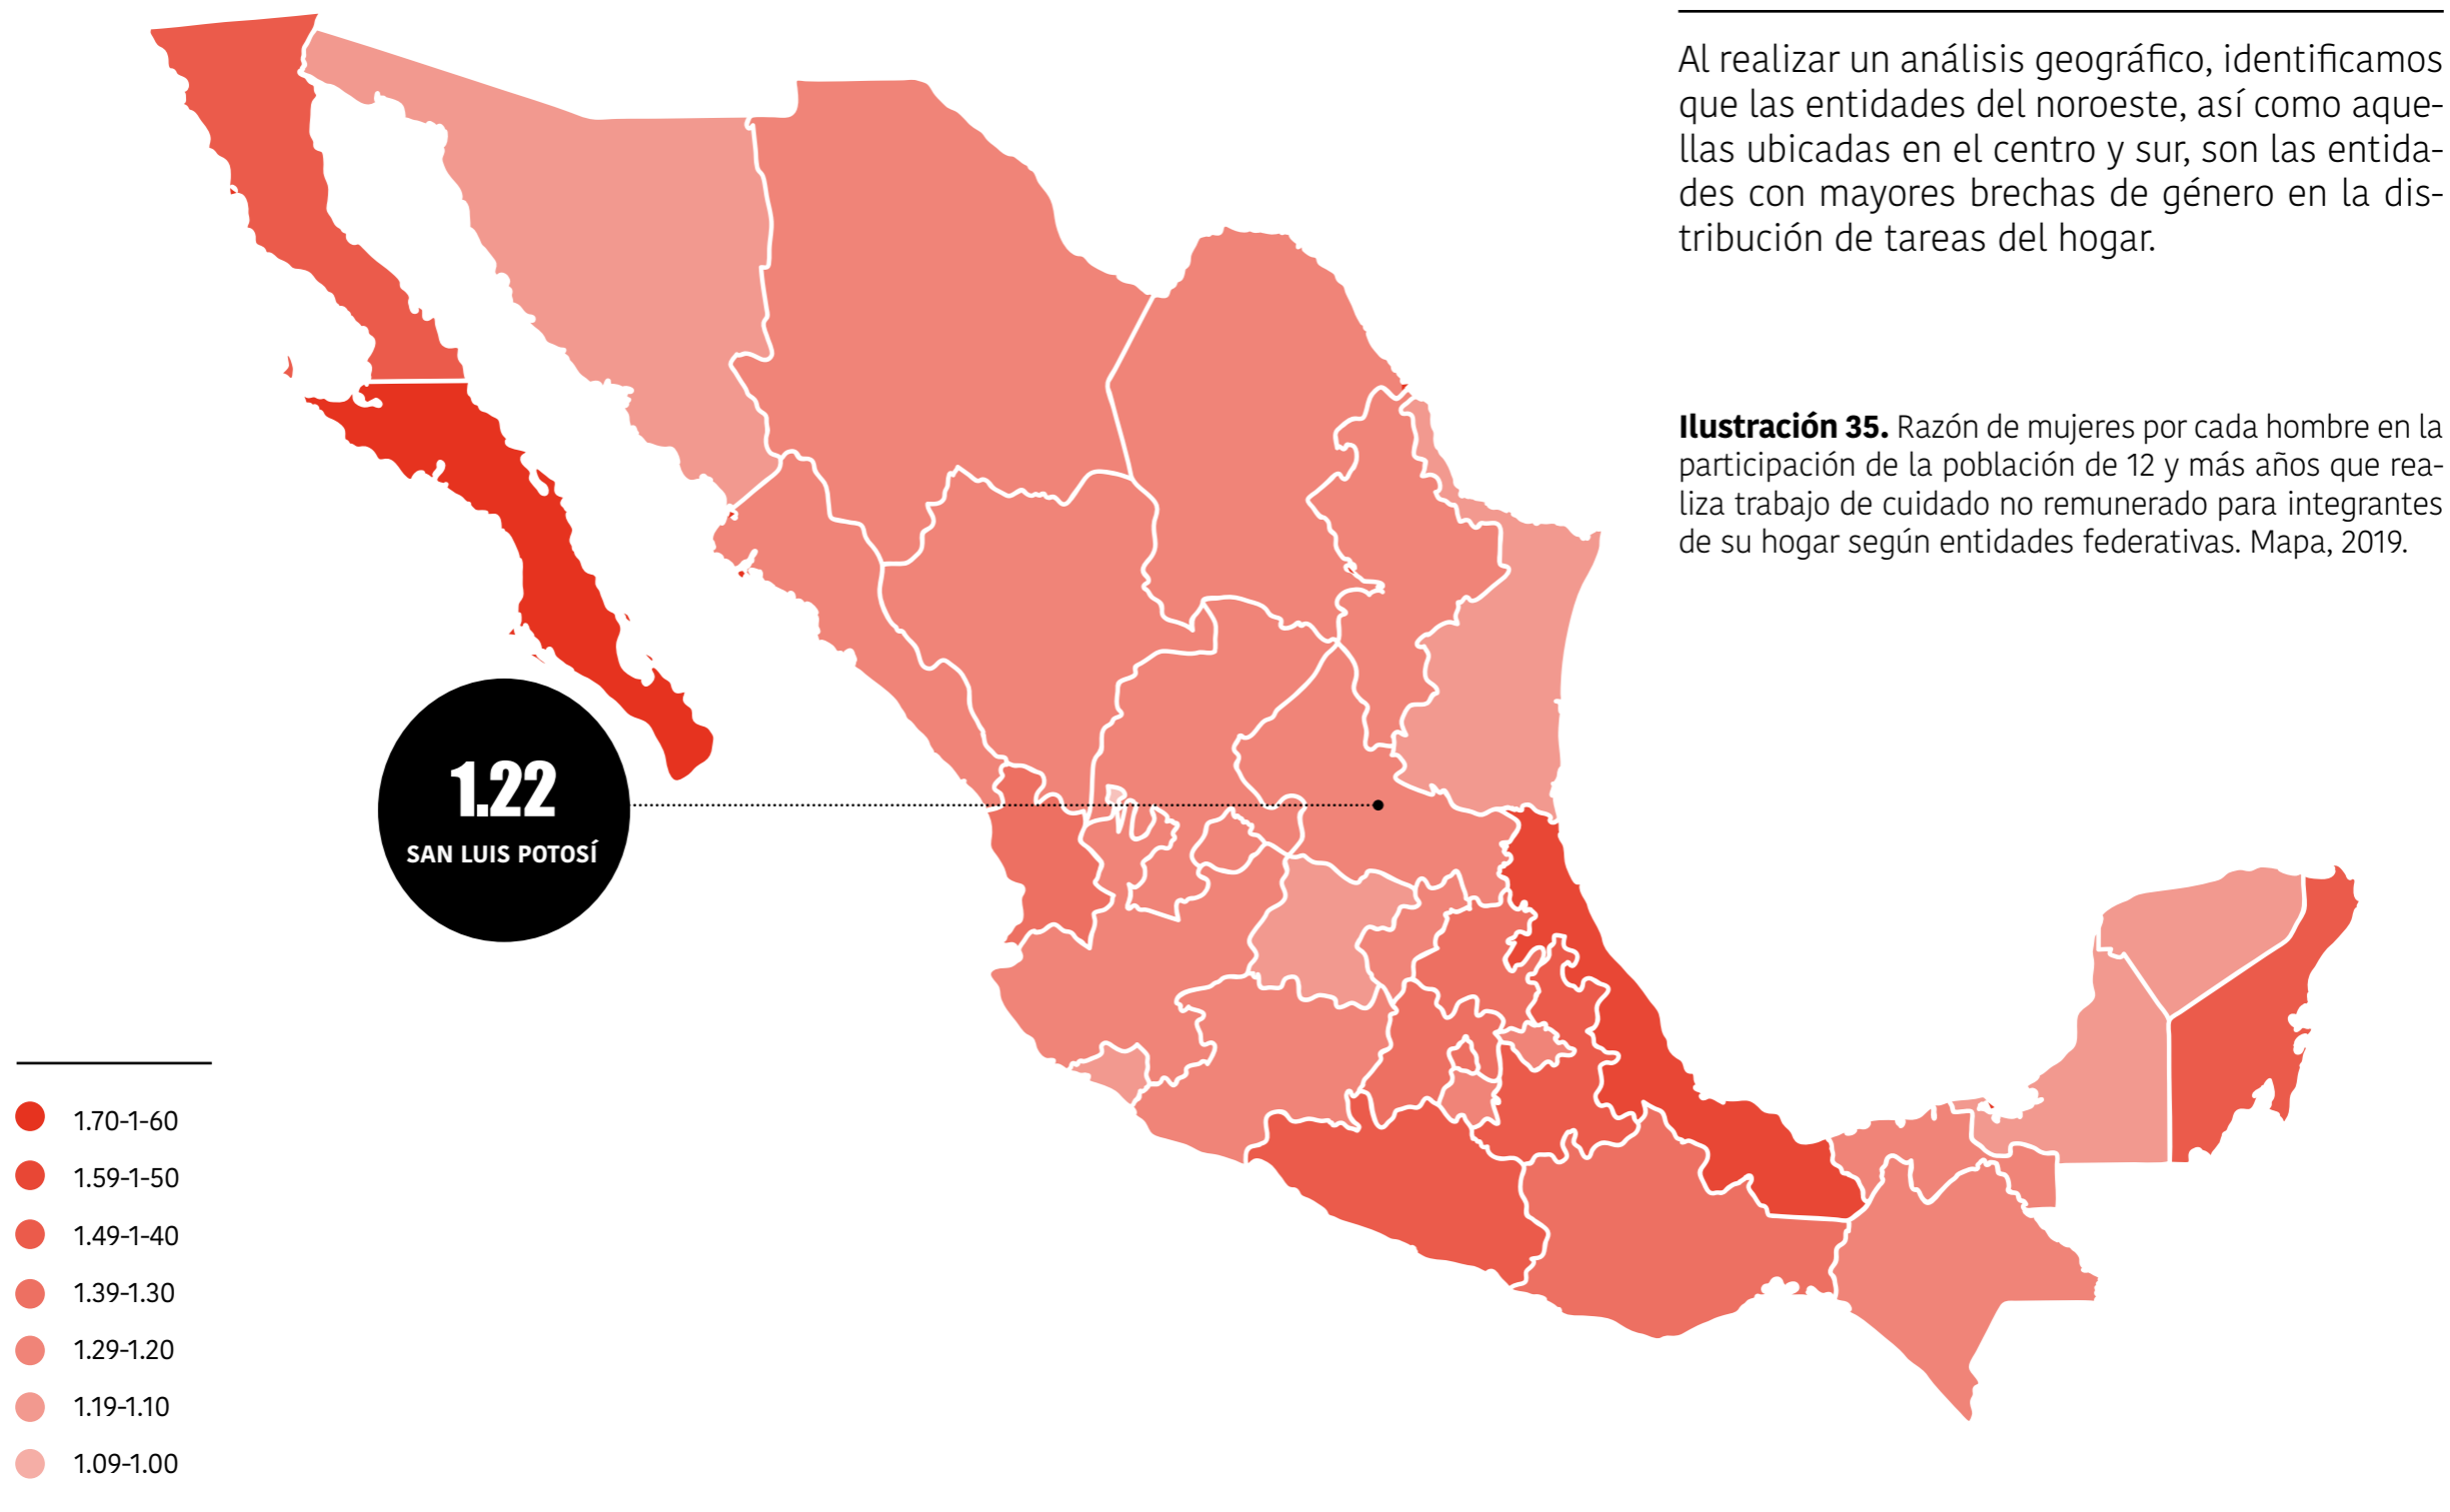 Al realizar un análisis geográfico, identificamos
que las entidades del noroeste, así como aque-
llas ubicadas en el centro y sur, son las entida-
des con mayores brechas de género en la dis-
tribución de tareas del hogar.
Ilustración 35. Razón de mujeres por cada hombre en la
participación de la población de 12 y más años que rea-
liza trabajo de cuidado no remunerado para integrantes
de su hogar según entidades federativas. Mapa, 2019.
1.22
SAN LUIS POTOSÍ
1.70-1-60
1.59-1-50
1.49-1-40
1.39-1.30
1.29-1.20
1.19-1.10
1.09-1.00